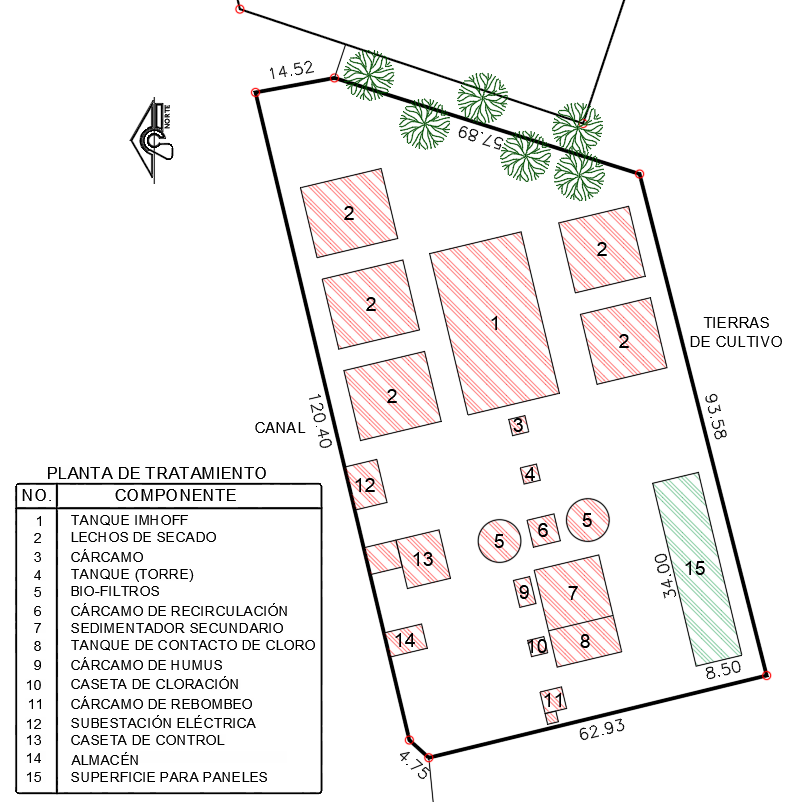 14.52
NORTE
57.89
2
2
2
1
2
2
TIERRAS
DE CULTIVO
3
CANAL
120.40
93.58
4
12
5
6
5
13
9
7
34.00
15
14
10
8
8.50
11
62.93
4.75
PLANTA DE TRATAMIENTO
NO. COMPONENTE
1 TANQUE IMHOFF
2 LECHOS DE SECADO
3 CÁRCAMO
4 TANQUE (TORRE)
5 BIO-FILTROS
6 CÁRCAMO DE RECIRCULACIÓN
7 SEDIMENTADOR SECUNDARIO
8 TANQUE DE CONTACTO DE CLORO
9 CÁRCAMO DE HUMUS
10 CASETA DE CLORACIÓN
11 CÁRCAMO DE REBOMBEO
12 SUBESTACIÓN ELÉCTRICA
13 CASETA DE CONTROL
14 ALMACÉN
15 SUPERFICIE PARA PANELES